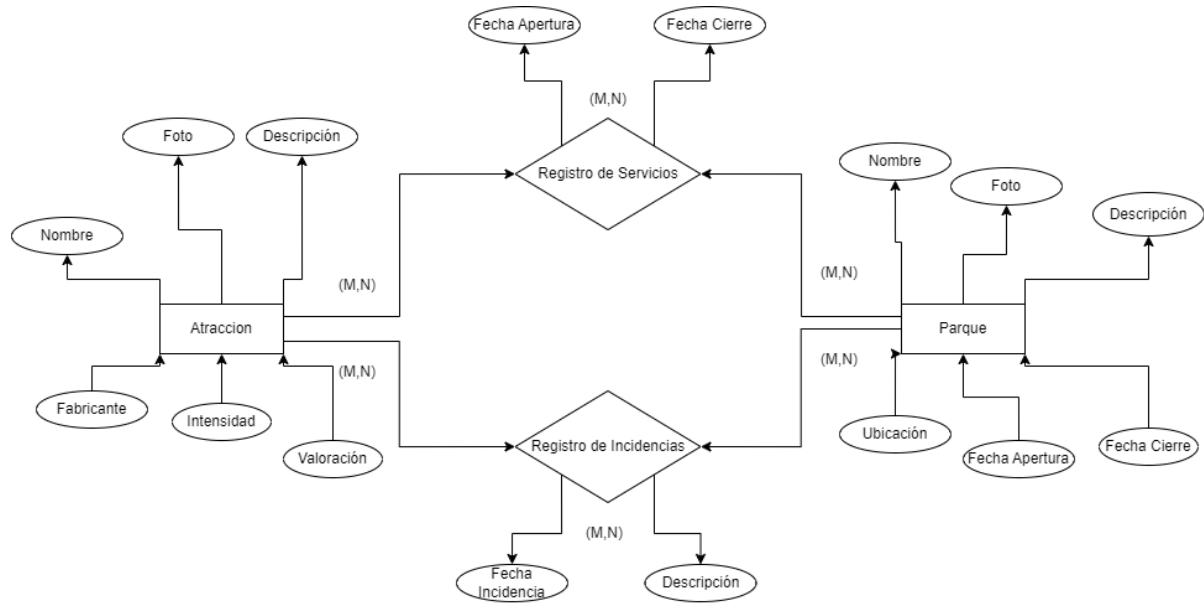 Fecha Apertura
Fecha Cierre
(M,N)
Foto
Descripción
Registro de Servicios
Nombre
Foto
Descripción
Nombre
(M,N)
(M,N)
Atraccion
Parque
(M,N)
(M,N)
Fabricante
Intensidad
Valoración
Registro de Incidencias
Ubicación
Fecha Apertura
Fecha Cierre
(M,N)
Fecha
Incidencia
Descripción